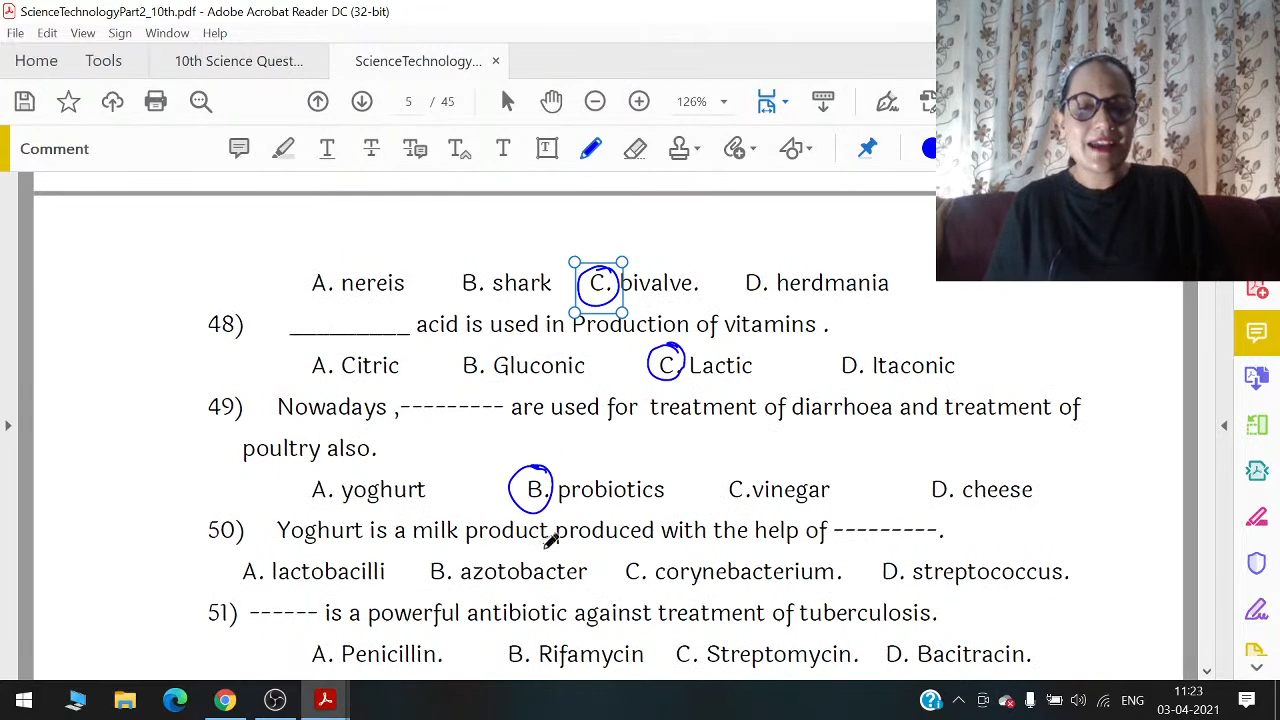 ScienceTechnologyPart2_10th.pdf - Adobe Acrobat Reader DC (32-bit)
File Edit View Sign Window Help
Home Tools 10th Science Quest... ScienceTechnology... ×
5 / 45 126%
Comment
A. nereis B. shark C. bivalve. D. herdmania
48) __________ acid is used in Production of vitamins .
A. Citric B. Gluconic C. Lactic D. Itaconic
49) Nowadays ,--------- are used for treatment of diarrhoea and treatment of
poultry also.
A. yoghurt B. probiotics C.vinegar D. cheese
50) Yoghurt is a milk product produced with the help of ---------.
A. lactobacilli B. azotobacter C. corynebacterium. D. streptococcus.
51) ------ is a powerful antibiotic against treatment of tuberculosis.
A. Penicillin. B. Rifamycin C. Streptomycin. D. Bacitracin.
ENG 11:23
03-04-2021